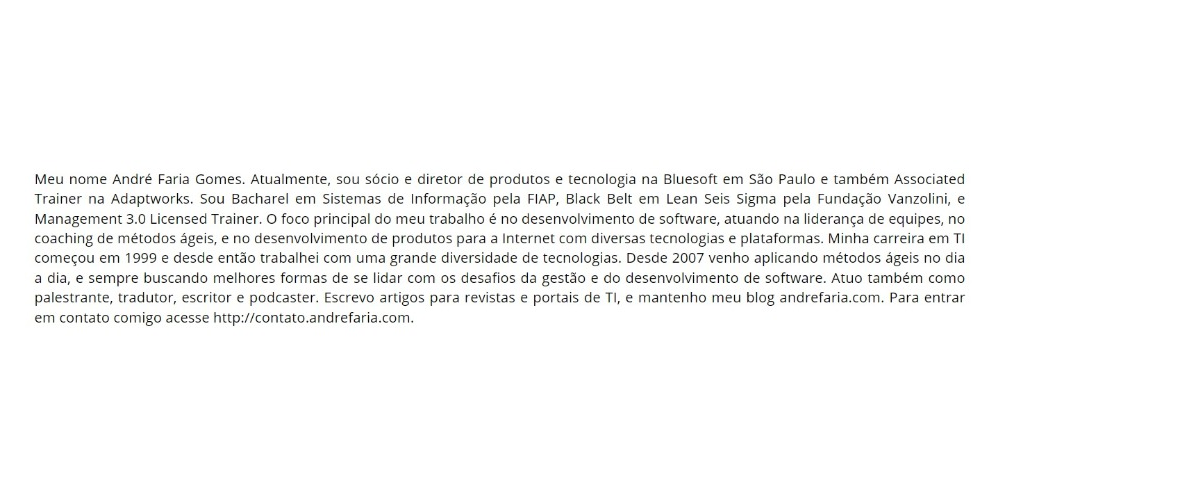 Meu nome André Faria Gomes. Atualmente, sou sócio e diretor de produtos e tecnologia na Bluesoft em São Paulo e também Associated
Trainer na Adaptworks. Sou Bacharel em Sistemas de Informação pela FIAP, Black Belt em Lean Seis Sigma pela Fundação Vanzolini, e
Management 3.0 Licensed Trainer. O foco principal do meu trabalho é no desenvolvimento de software, atuando na liderança de equipes, no
coaching de métodos ágeis, e no desenvolvimento de produtos para a Internet com diversas tecnologias e plataformas. Minha carreira em TI
começou em 1999 e desde então trabalhei com uma grande diversidade de tecnologias. Desde 2007 venho aplicando métodos ágeis no dia
a dia, e sempre buscando melhores formas de se lidar com os desafios da gestão e do desenvolvimento de software. Atuo também como
palestrante, tradutor, escritor e podcaster. Escrevo artigos para revistas e portais de TI, e mantenho meu blog andrefaria.com. Para entrar
em contato comigo acesse http://contato.andrefaria.com.